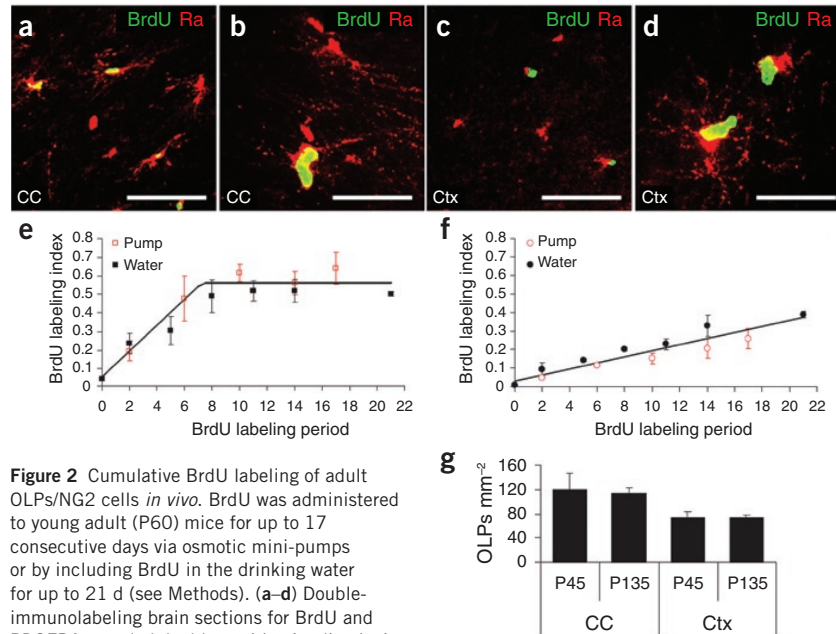 a
BrdU Ra
CC
b
BrdU Ra
CC
c
BrdU Ra
Ctx
d
BrdU Ra
Ctx
e
0.8
0.7
0.6
0.5
0.4
0.3
0.2
0.1
0
Pump
Water
BrdU labeling index
0 2 4 6 8 10 12 14 16 18 20 22
BrdU labeling period
f
0.8
0.7
0.6
0.5
0.4
0.3
0.2
0.1
0
Pump
Water
BrdU labeling index
0 2 4 6 8 10 12 14 16 18 20 22
BrdU labeling period
Figure 2 Cumulative BrdU labeling of adult
OLPs/NG2 cells in vivo. BrdU was administered
to young adult (P60) mice for up to 17
consecutive days via osmotic mini-pumps
or by including BrdU in the drinking water
for up to 21 d (see Methods). (a–d) Double-
immunolabeling brain sections for BrdU and
g
OLPs mm−2
160
120
80
40
0
P45 P135 P45 P135
CC Ctx